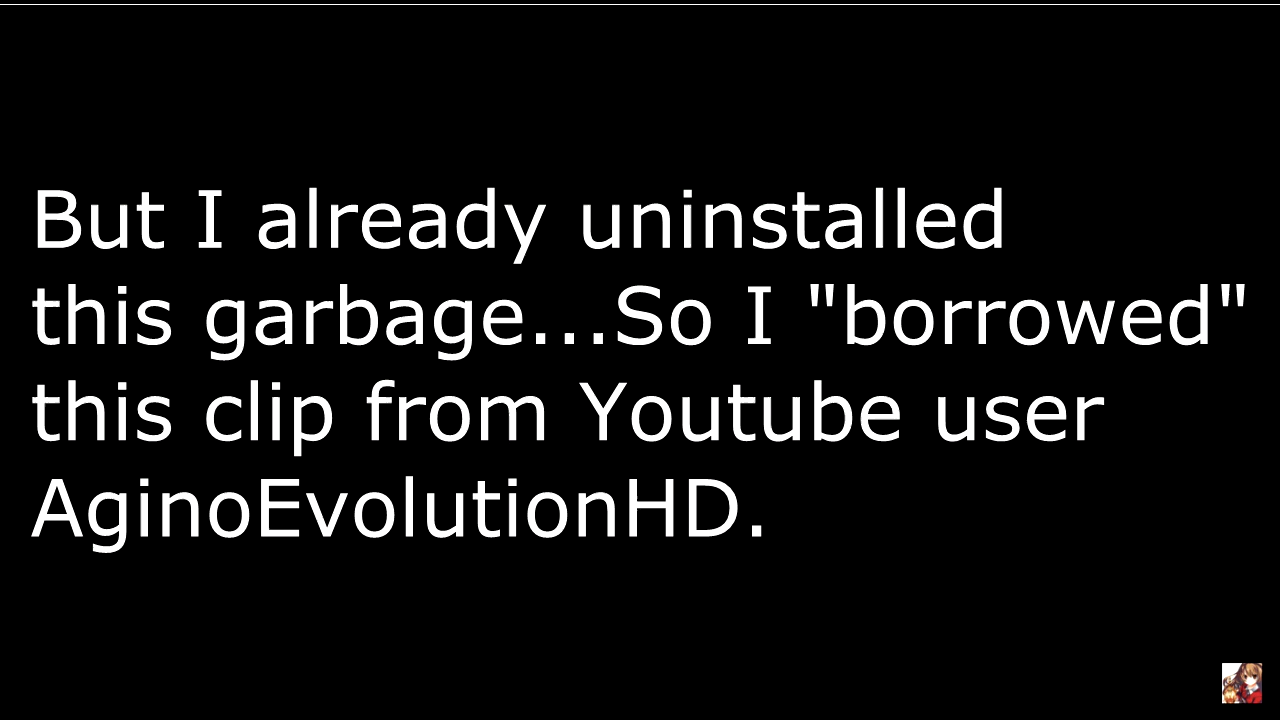 But I already uninstalled
this garbage...So I "borrowed"
this clip from Youtube user
AginoEvolutionHD.